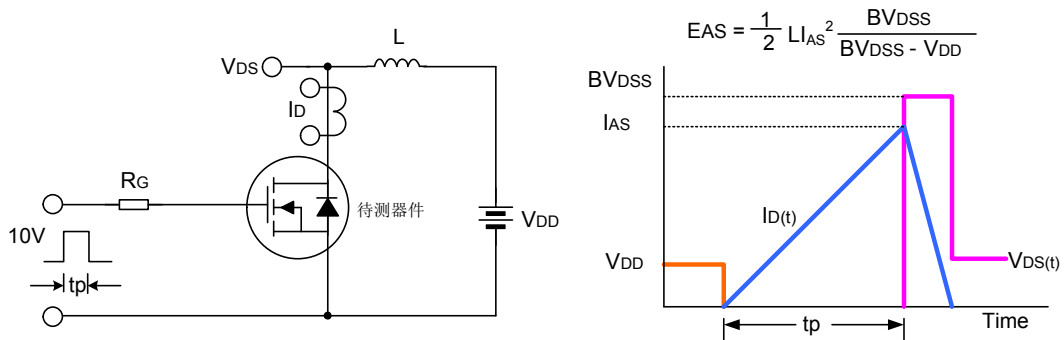 VDS
L
ID
RG
10V
tp
待测器件
VDD
EAS = 1/2 LIAS² BVDSS/(BVDSS - VDD)
BVDSS
IAS
VDD
ID(t)
VDS(t)
tp
Time